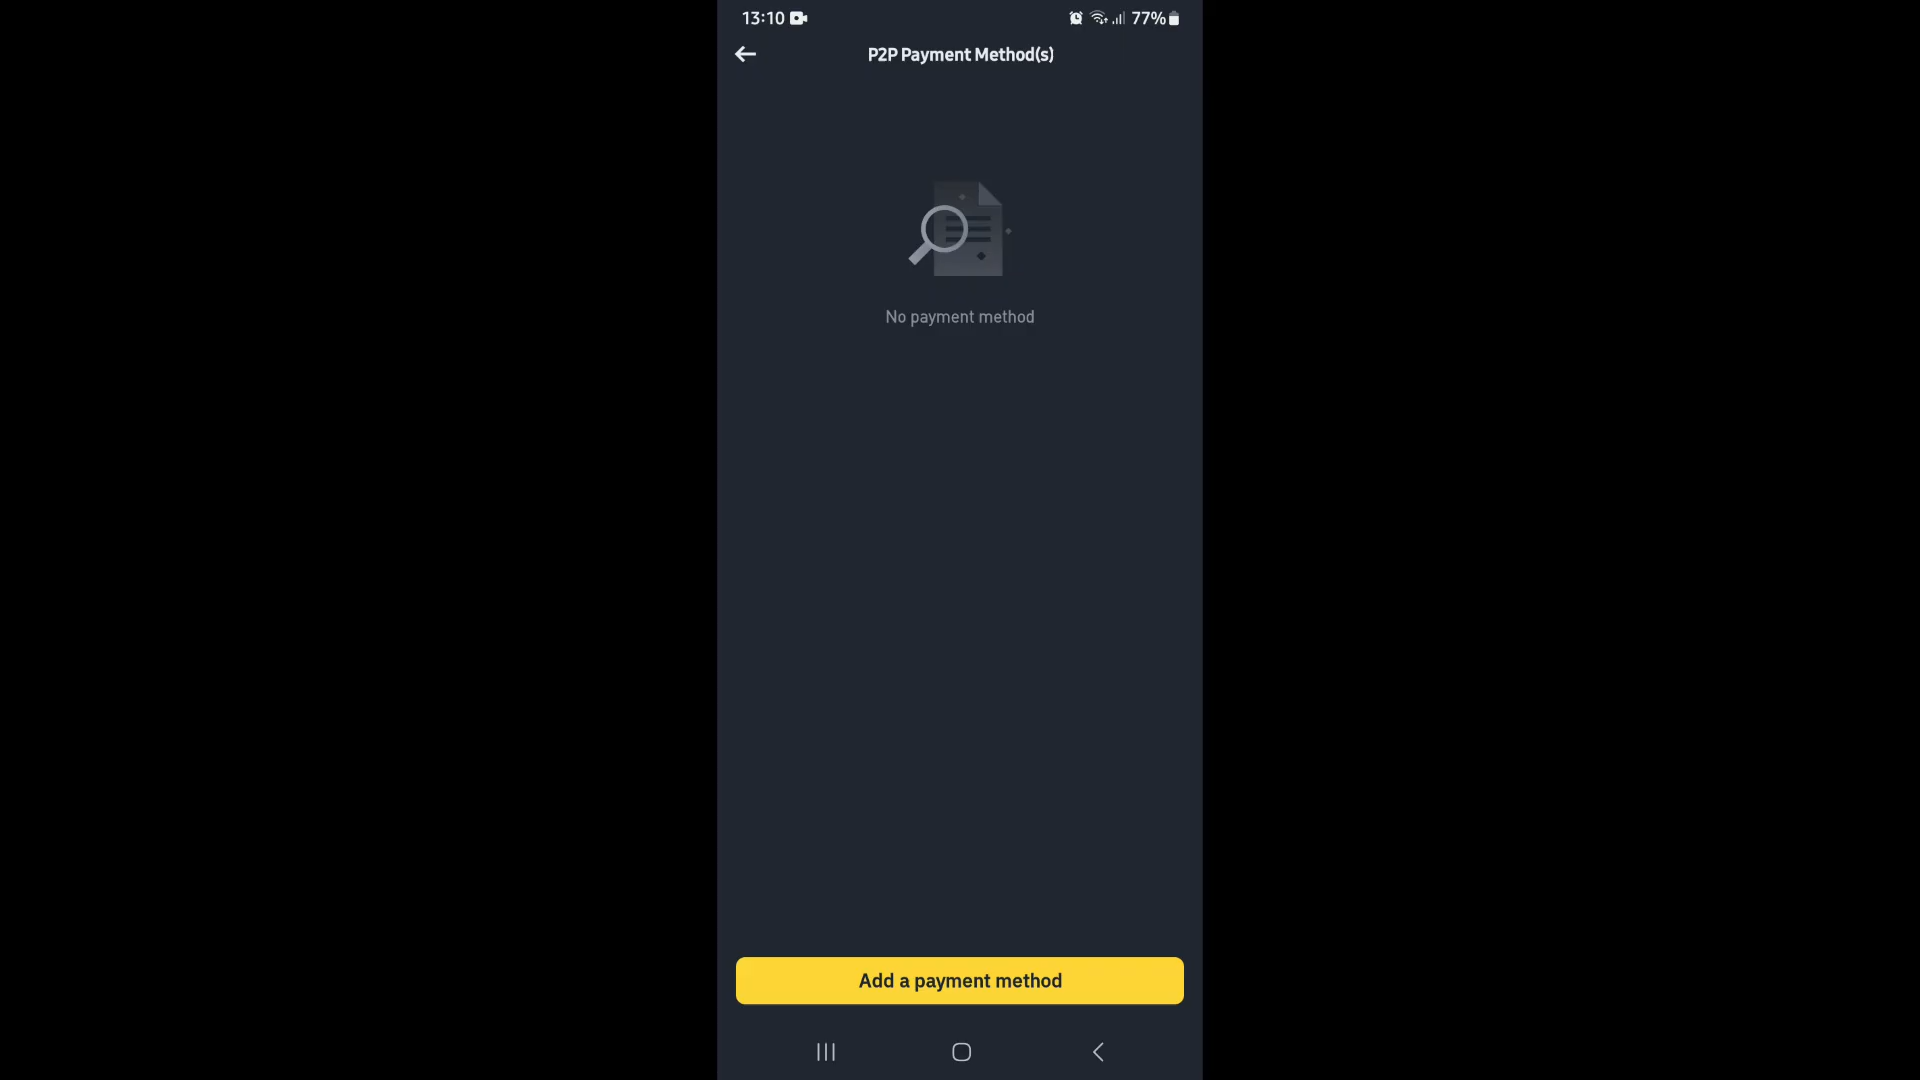 13:10
77%
P2P Payment Method(s)
No payment method
Add a payment method